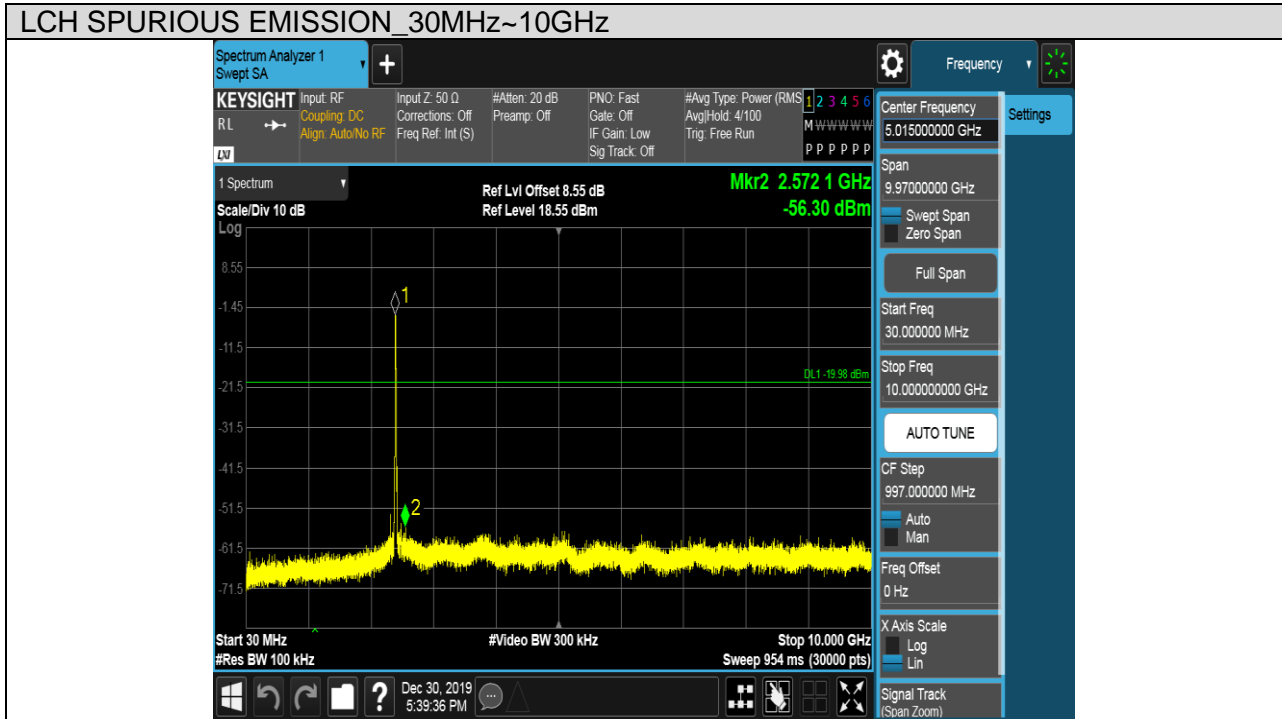 LCH SPURIOUS EMISSION_30MHz~10GHz
Spectrum Analyzer 1
Swept SA
Frequency
KEYSIGHT
RL
LXI
Input: RF
Coupling: DC
Align: Auto/No RF
Input Z: 50 Ω
Corrections: Off
Freq Ref: Int (S)
#Atten: 20 dB
Preamp: Off
PNO: Fast
Gate: Off
IF Gain: Low
Sig Track: Off
#Avg Type: Power (RMS
Avg|Hold: 4/100
Trig: Free Run
1 2 3 4 5 6
M W W W W W
P P P P P P
1 Spectrum
Scale/Div 10 dB
Log
Ref Lvl Offset 8.55 dB
Ref Level 18.55 dBm
Mkr2 2.572 1 GHz
-56.30 dBm
8.55
-1.45
-11.5
-21.5
-31.5
-41.5
-51.5
-61.5
-71.5
1
2
DL1 -19.98 dBm
Start 30 MHz
#Res BW 100 kHz
#Video BW 300 kHz
Stop 10.000 GHz
Sweep 954 ms (30000 pts)
Center Frequency
5.015000000 GHz
Settings
Span
9.97000000 GHz
Swept Span
Zero Span
Full Span
Start Freq
30.000000 MHz
Stop Freq
10.000000000 GHz
AUTO TUNE
CF Step
997.000000 MHz
Auto
Man
Freq Offset
0 Hz
X Axis Scale
Log
Lin
Signal Track
(Span Zoom)
?
Dec 30, 2019
5:39:36 PM